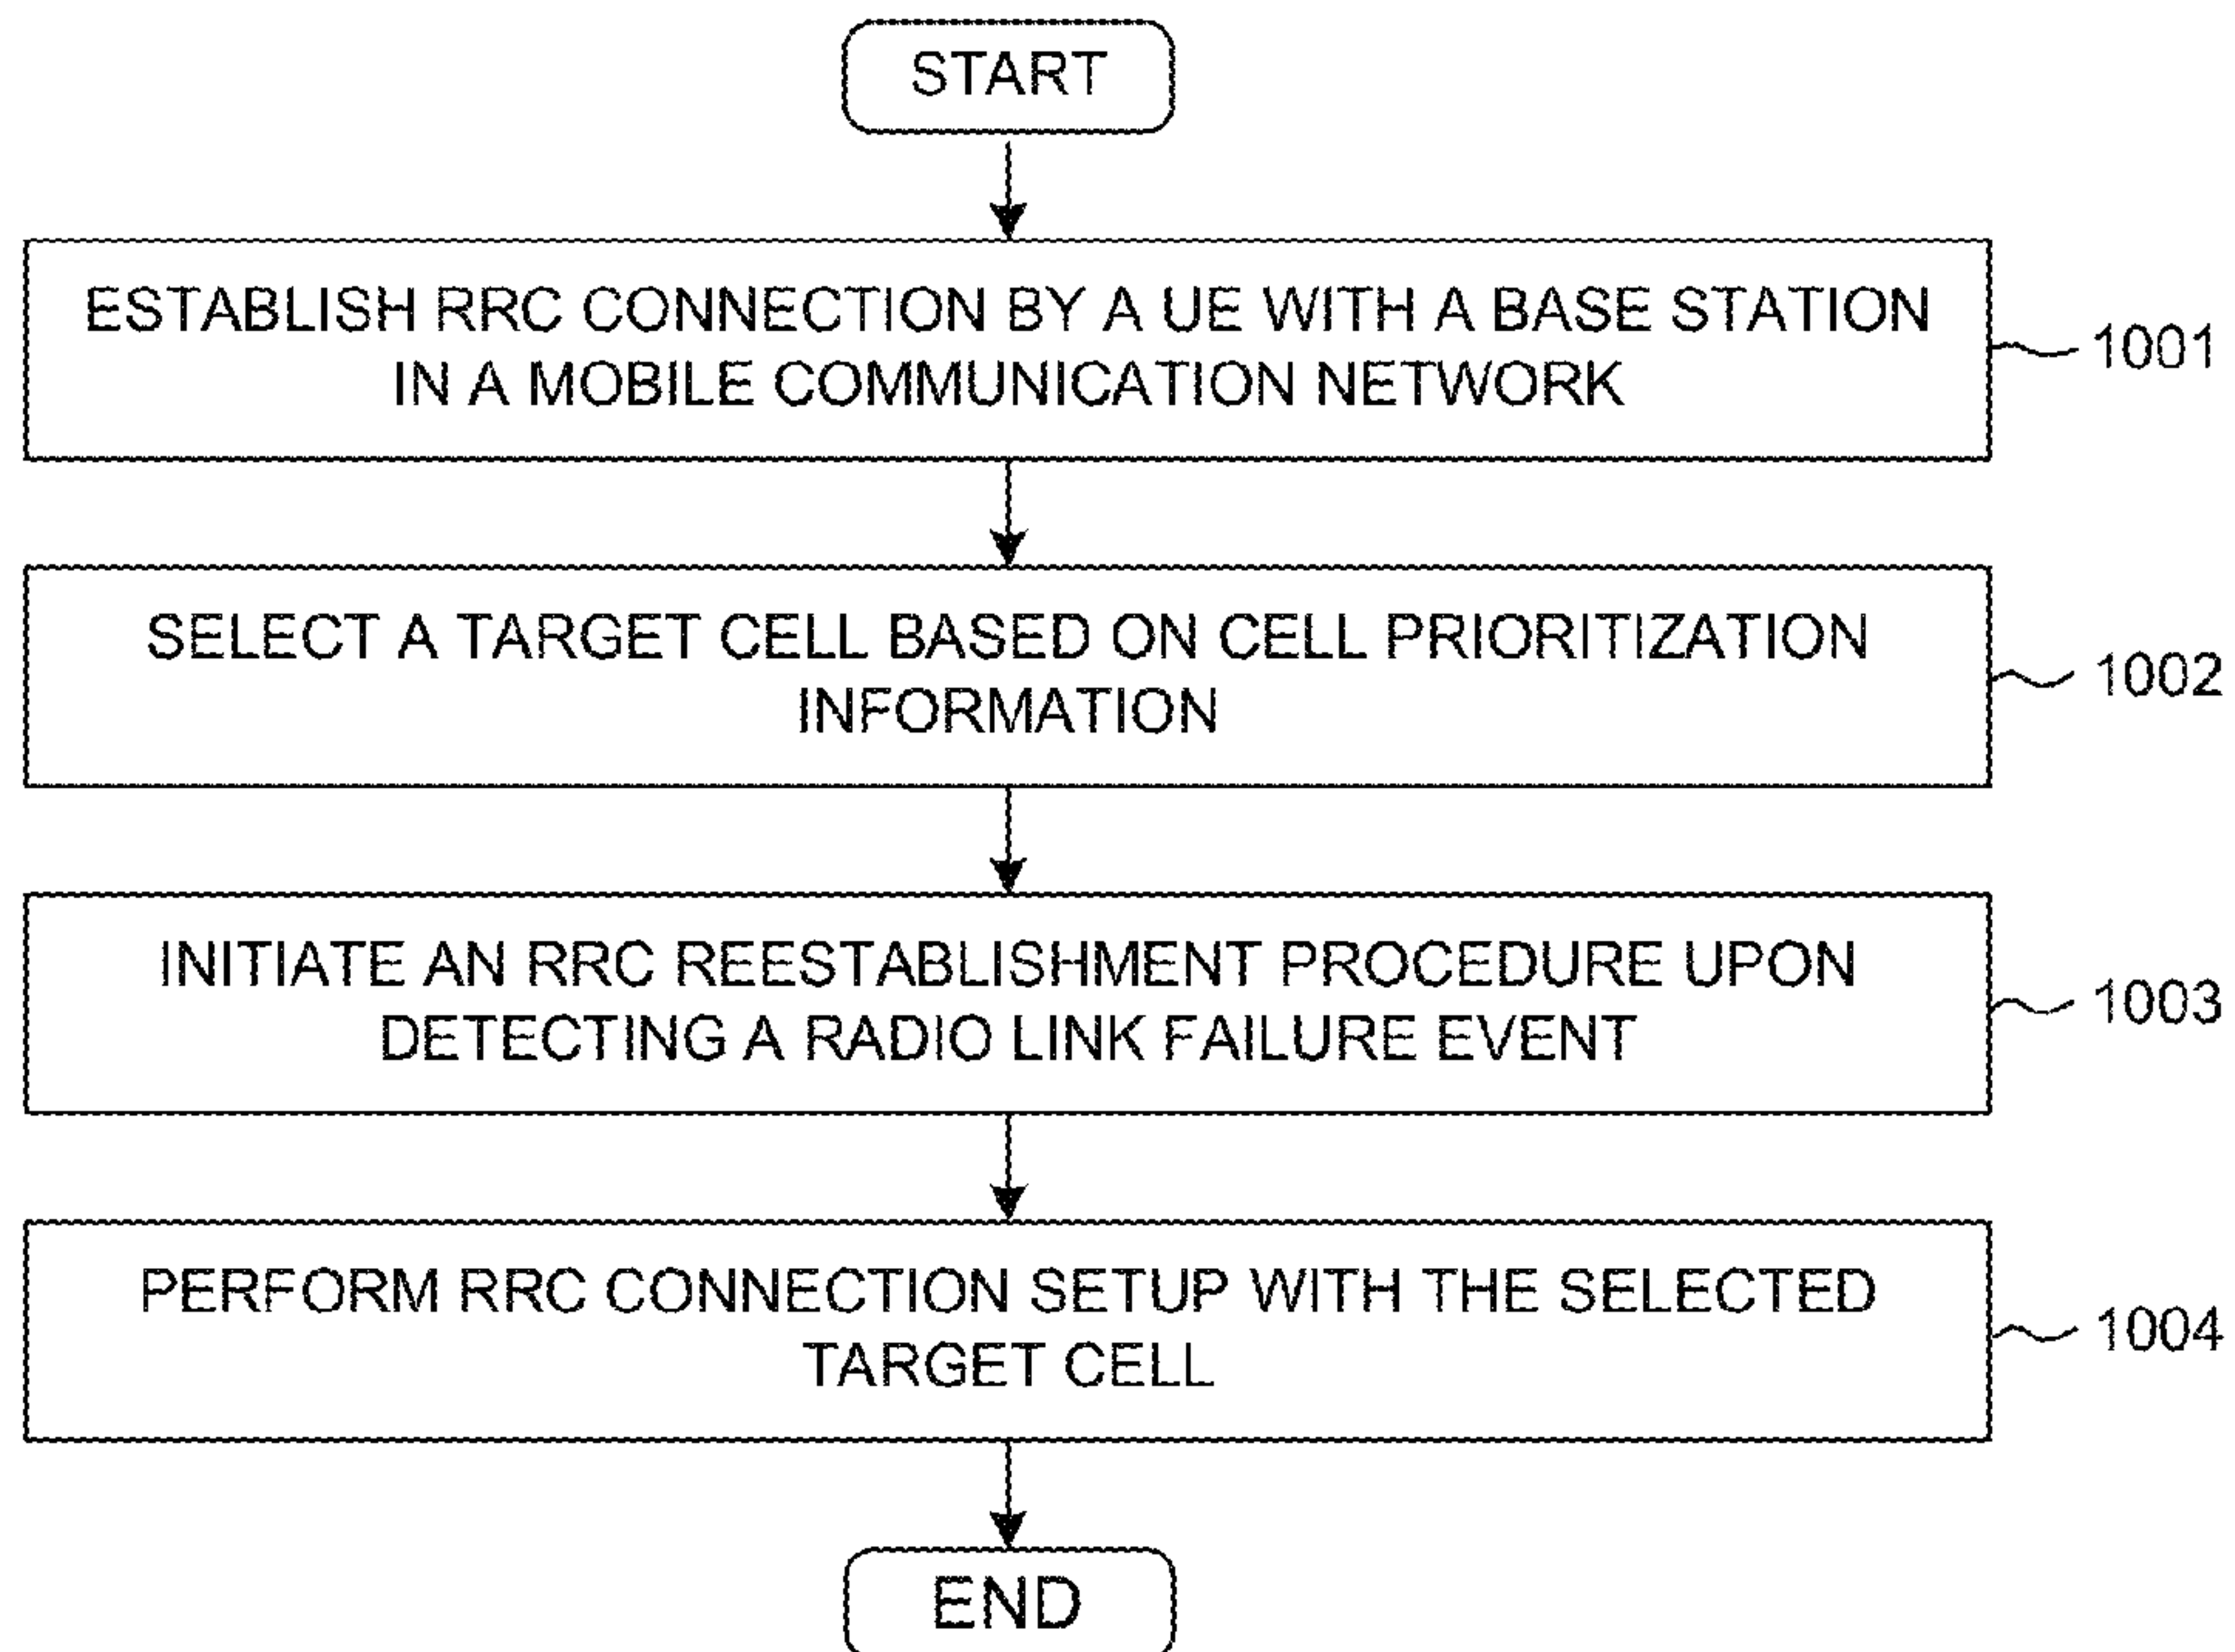 START
ESTABLISH RRC CONNECTION BY A UE WITH A BASE STATION
IN A MOBILE COMMUNICATION NETWORK
1001
SELECT A TARGET CELL BASED ON CELL PRIORITIZATION
INFORMATION
1002
INITIATE AN RRC REESTABLISHMENT PROCEDURE UPON
DETECTING A RADIO LINK FAILURE EVENT
1003
PERFORM RRC CONNECTION SETUP WITH THE SELECTED
TARGET CELL
1004
END